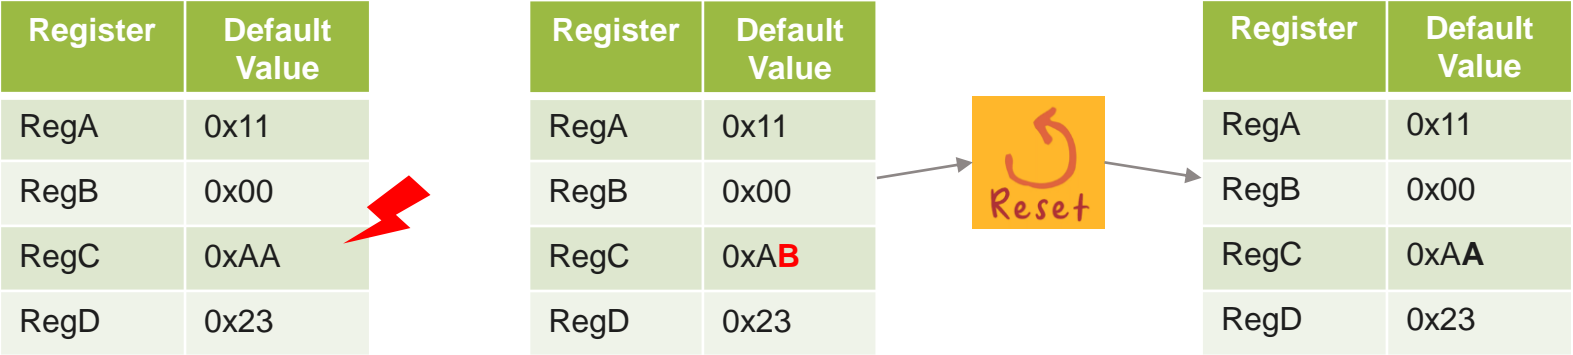 Register Default
Value
RegA 0x11
RegB 0x00
RegC 0xAA
RegD 0x23
Register Default
Value
RegA 0x11
RegB 0x00
RegC 0xAB
RegD 0x23
Reset
Register Default
Value
RegA 0x11
RegB 0x00
RegC 0xAA
RegD 0x23